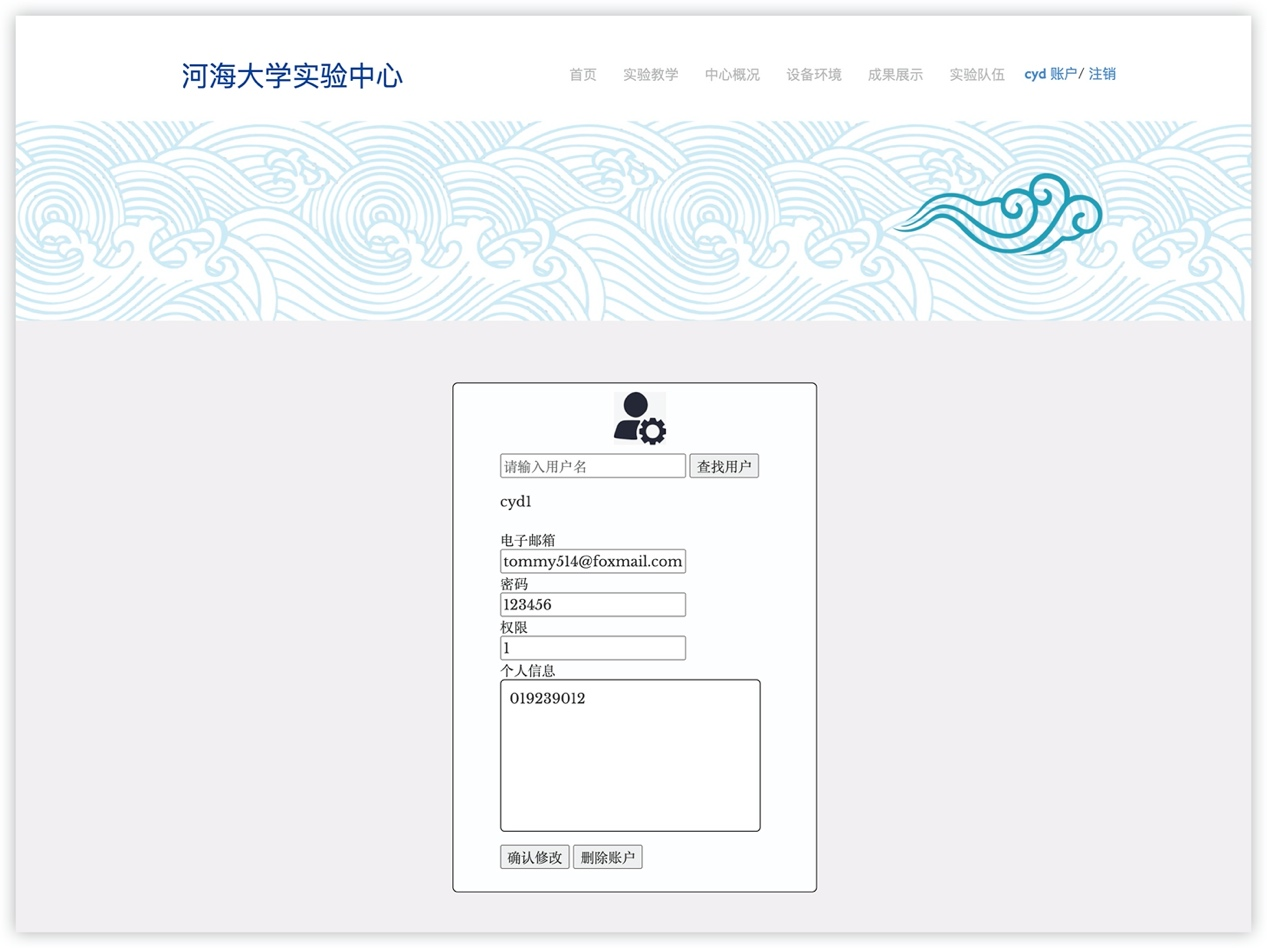 河海大学实验中心
首页 实验教学 中心概况 设备环境 成果展示 实验队伍 cyd 账户/ 注销
请输入用户名 查找用户
cyd1
电子邮箱
tommy514@foxmail.com
密码
123456
权限
1
个人信息
019239012
确认修改 删除账户